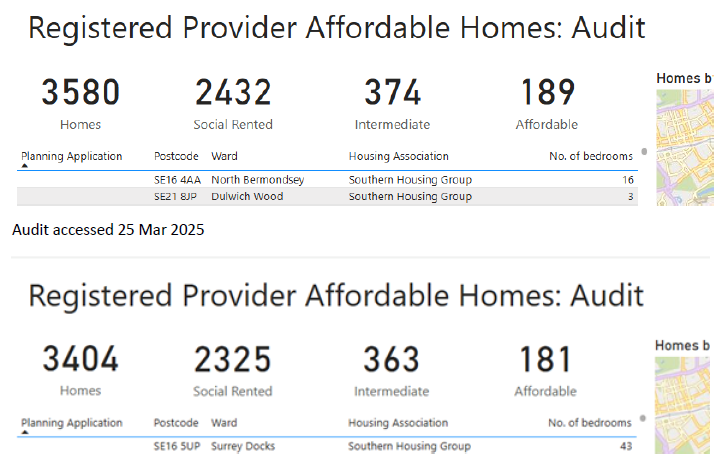 Registered Provider Affordable Homes: Audit
3580 2432 374 189 Homes b
Homes Social Rented Intermediate Affordable
Planning Application Postcode Ward Housing Association No. of bedrooms
SE16 4AA North Bermondsey Southern Housing Group 16
SE21 8JP Dulwich Wood Southern Housing Group 3
Audit accessed 25 Mar 2025
Registered Provider Affordable Homes: Audit
3404 2325 363 181 Homes b
Homes Social Rented Intermediate Affordable
Planning Application Postcode Ward Housing Association No. of bedrooms
SE16 5UP Surrey Docks Southern Housing Group 43